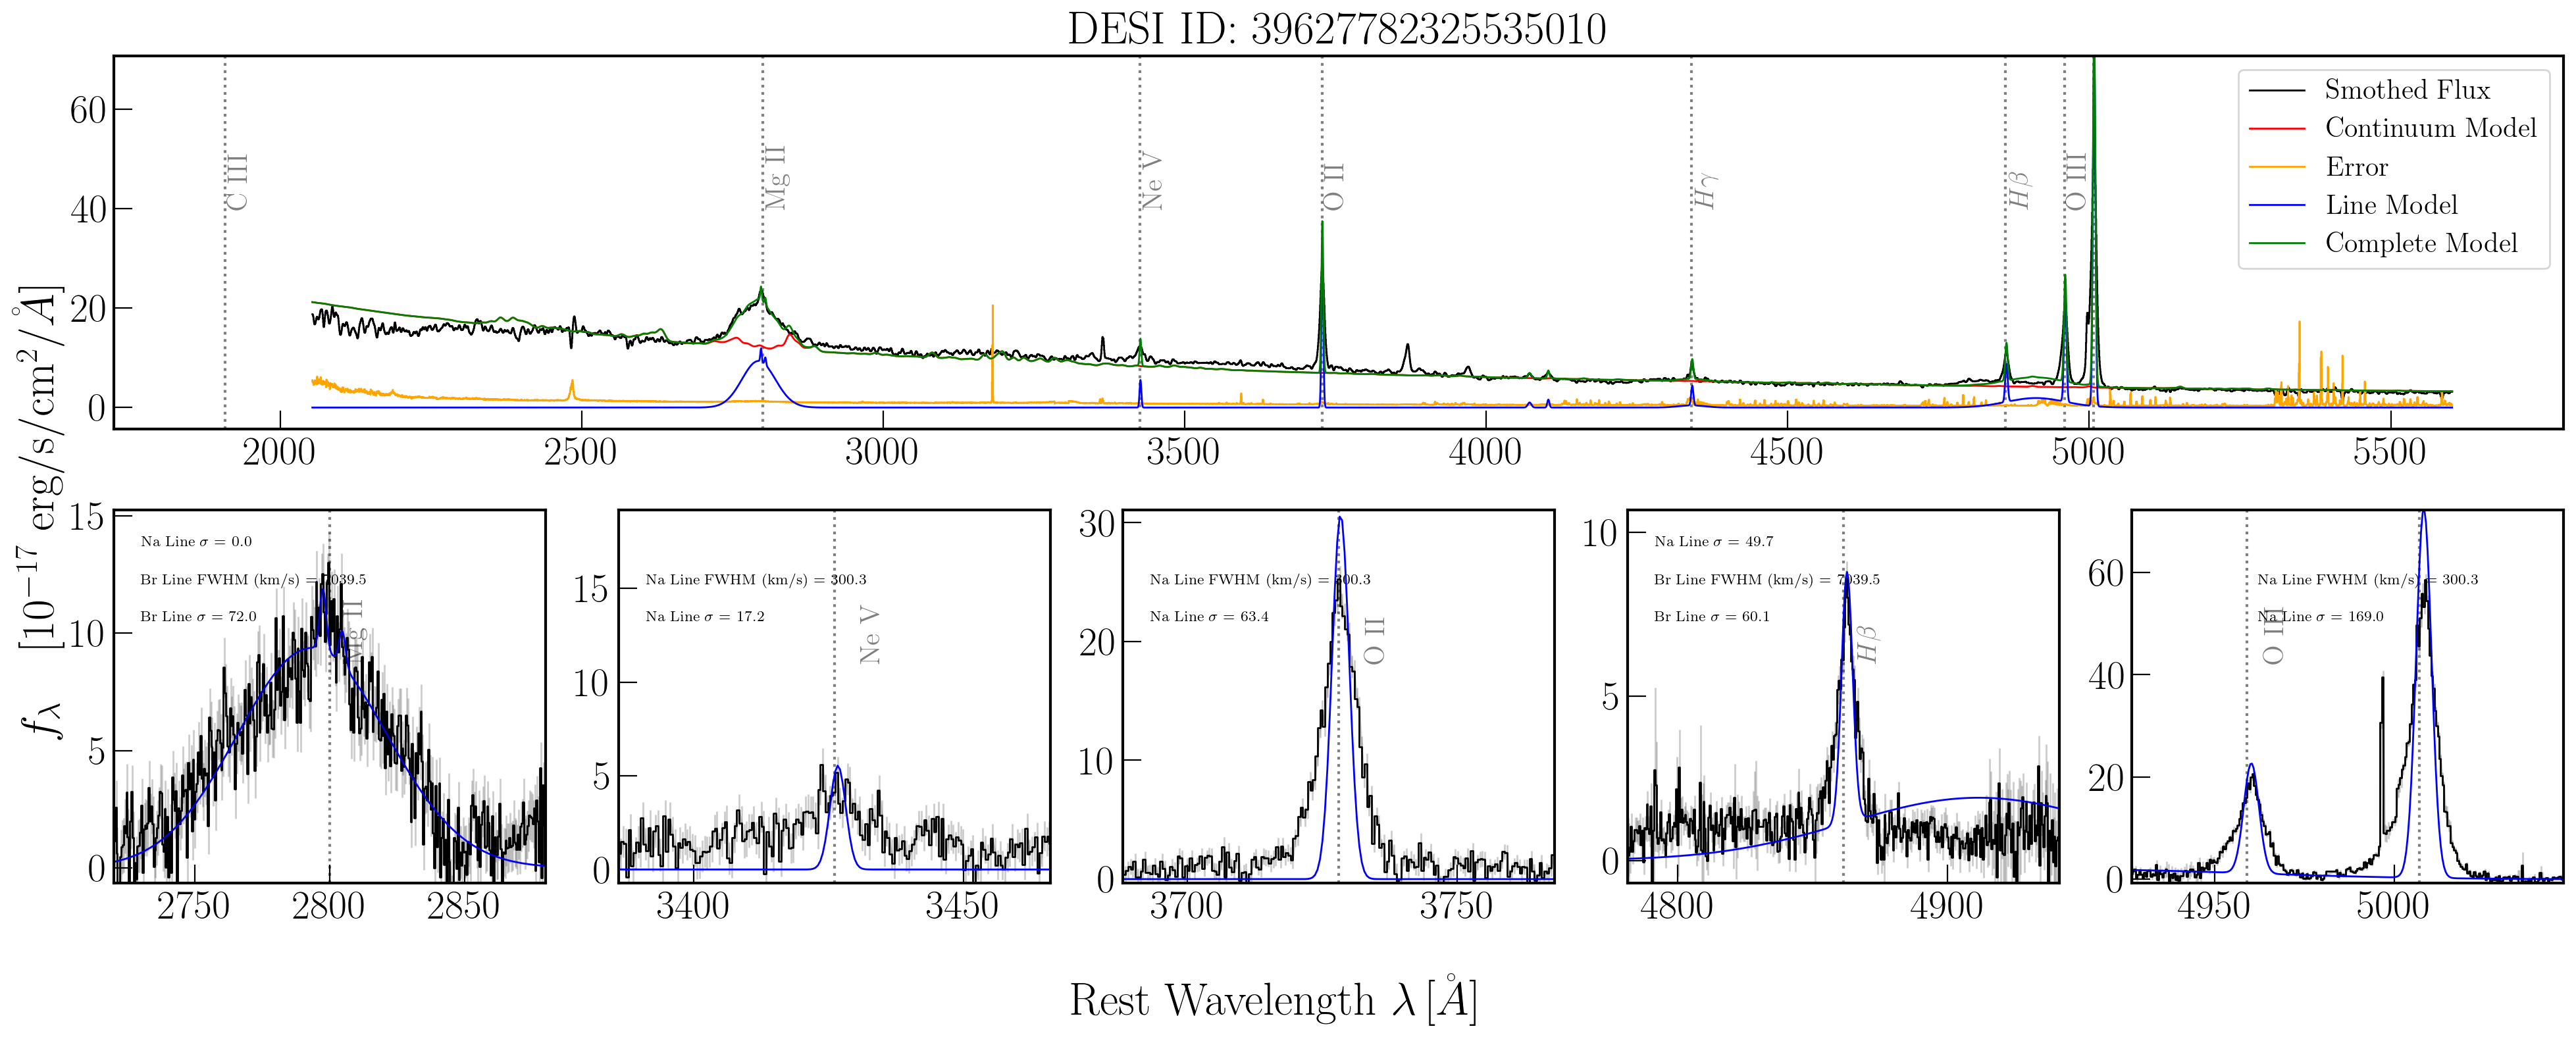 DESI ID: 39627782325535010
60
40
20
0
C III
Mg II
Ne V
O II
Hγ
Hβ
O III
Smothed Flux
Continuum Model
Error
Line Model
Complete Model
2000 2500 3000 3500 4000 4500 5000 5500
f_λ [10⁻¹⁷ erg/s/cm²/Å]
15
10
5
0
Na Line σ = 0.0
Br Line FWHM (km/s) = 7039.5
Br Line σ = 72.0
Mg II
2750 2800 2850
15
10
5
0
Na Line FWHM (km/s) = 300.3
Na Line σ = 17.2
Ne V
3400 3450
30
20
10
0
Na Line FWHM (km/s) = 300.3
Na Line σ = 63.4
O II
3700 3750
10
5
0
Na Line σ = 49.7
Br Line FWHM (km/s) = 7039.5
Br Line σ = 60.1
Hβ
4800 4900
60
40
20
0
Na Line FWHM (km/s) = 300.3
Na Line σ = 169.0
O III
4950 5000
Rest Wavelength λ [Å]